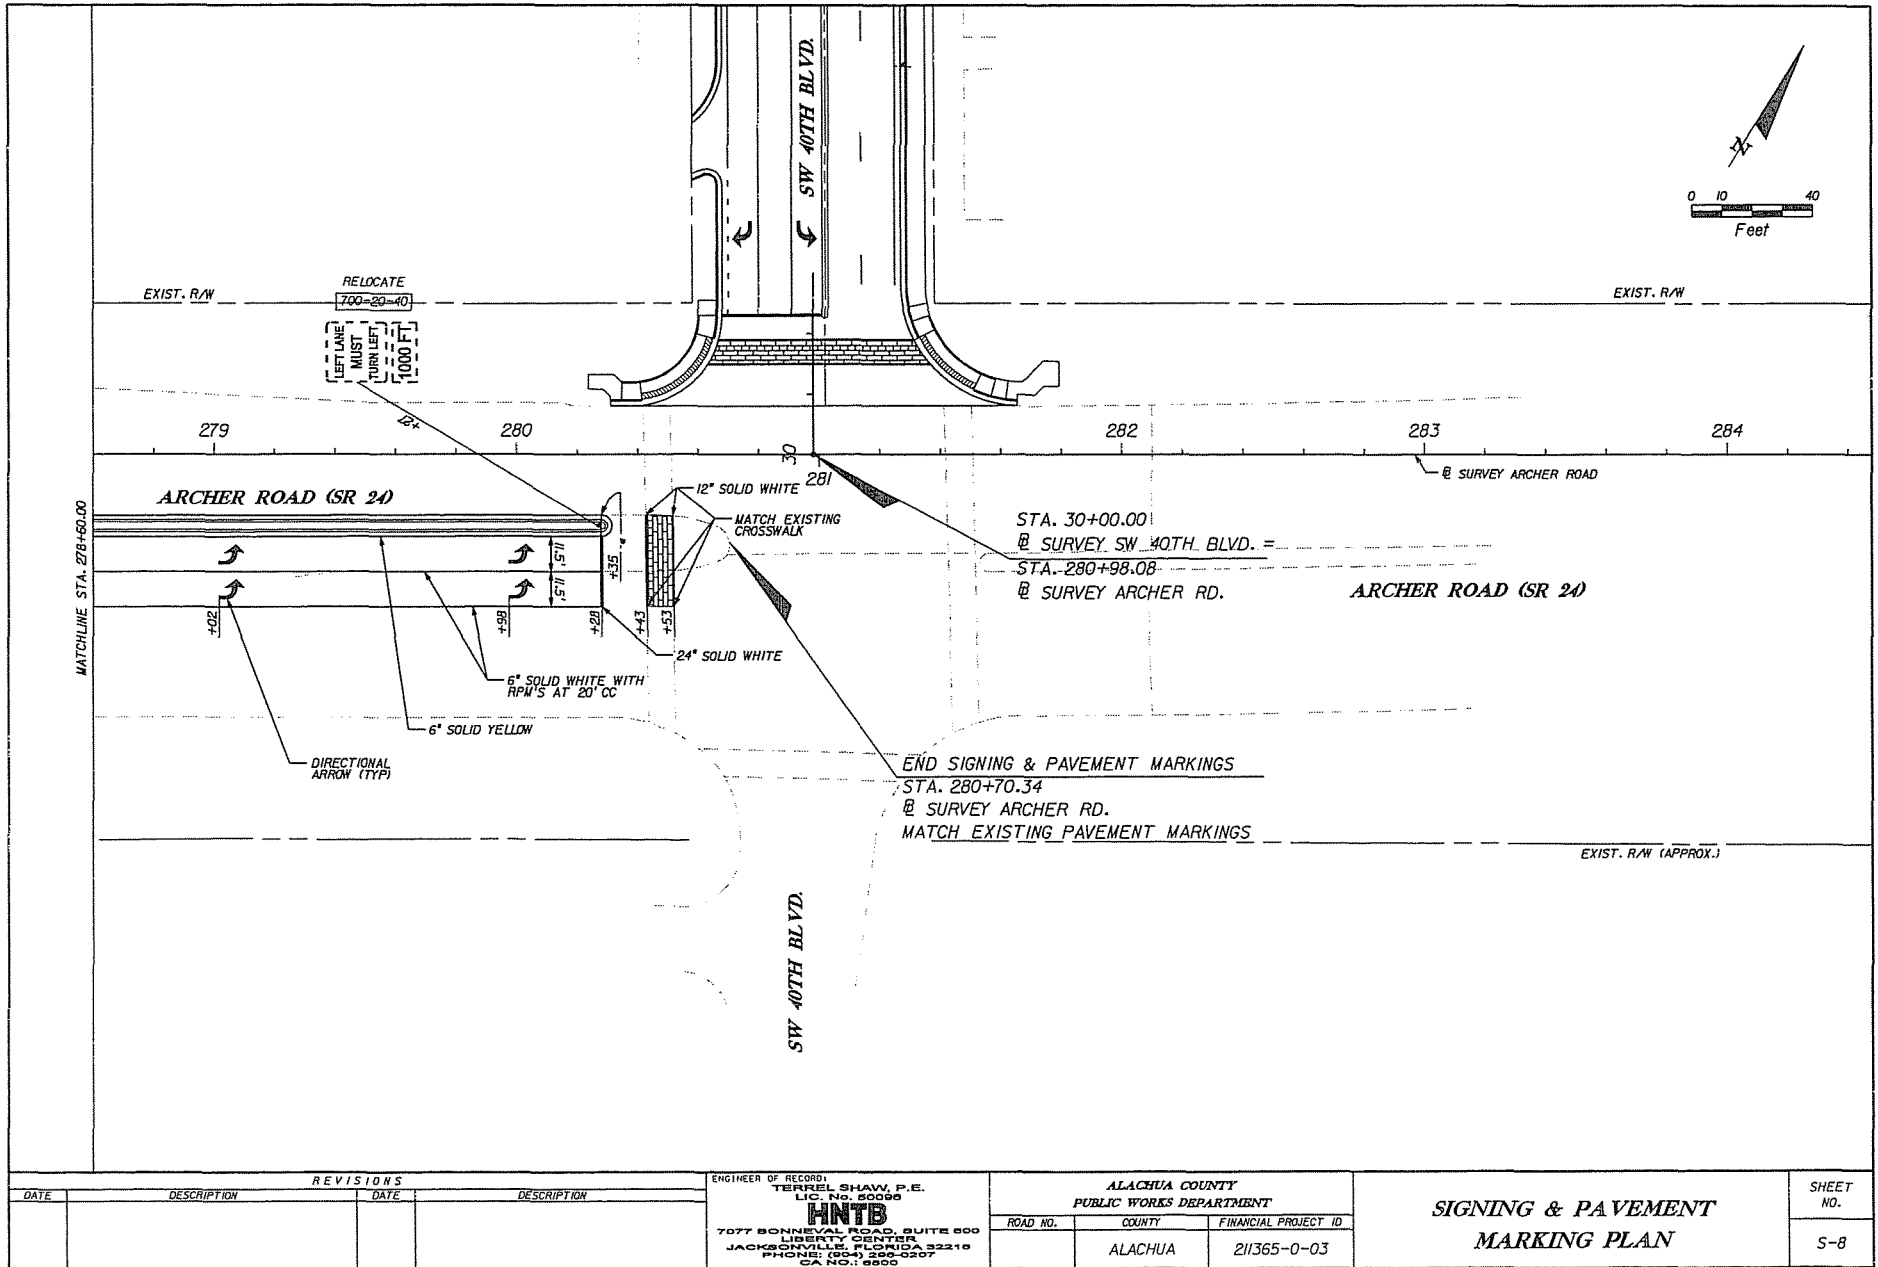 SW 40TH BLVD.
N
0 10 40
Feet
EXIST. R/W
RELOCATE
700-20-40
EXIST. R/W
LEFT LANE
MUST
TURN LEFT
1000 FT
279
280
282
283
284
30
281
℄ SURVEY ARCHER ROAD
MATCHLINE STA. 278+60.00
ARCHER ROAD (SR 24)
12" SOLID WHITE
MATCH EXISTING
CROSSWALK
STA. 30+00.00
℄ SURVEY SW 40TH BLVD. =
STA. 280+98.08
℄ SURVEY ARCHER RD.
ARCHER ROAD (SR 24)
11.5'
11.5'
+35
+02
+98
+28
+43
+53
24" SOLID WHITE
6" SOLID WHITE WITH
RPM'S AT 20' CC
6" SOLID YELLOW
DIRECTIONAL
ARROW (TYP)
END SIGNING & PAVEMENT MARKINGS
STA. 280+70.34
℄ SURVEY ARCHER RD.
MATCH EXISTING PAVEMENT MARKINGS
EXIST. R/W (APPROX.)
SW 40TH BLVD.
REVISIONS
DATE DESCRIPTION DATE DESCRIPTION
ENGINEER OF RECORD:
TERREL SHAW, P.E.
LIC. No. 50096
HNTB
7077 BONNEVAL ROAD, SUITE 600
LIBERTY CENTER
JACKSONVILLE, FLORIDA 32216
PHONE: (904) 296-0207
CA NO.: 6500
ALACHUA COUNTY
PUBLIC WORKS DEPARTMENT
ROAD NO. COUNTY FINANCIAL PROJECT ID
ALACHUA 211365-0-03
SIGNING & PAVEMENT
MARKING PLAN
SHEET
NO.
S-8